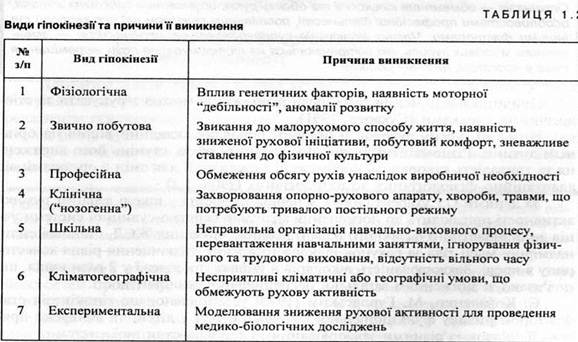 ТАБЛИЦЯ 1.2
Види гіпокінезії та причини її виникнення
№ з/п Вид гіпокінезії Причина виникнення
1 Фізіологічна Вплив генетичних факторів, наявність моторної
“дебільності”, аномалії розвитку
2 Звично побутова Звикання до малорухомого способу життя, наявність
зниженої рухової ініціативи, побутовий комфорт, зневажливе
ставлення до фізичної культури
3 Професійна Обмеження обсягу рухів унаслідок виробничої необхідності
4 Клінічна Захворювання опорно-рухового апарату, хвороби, травми, що
(“нозогенна”) потребують тривалого постільного режиму
5 Шкільна Неправильна організація навчально-виховного процесу,
перевантаження навчальними заняттями, ігнорування фізич-
ного та трудового виховання, відсутність вільного часу
6 Кліматогеографічна Несприятливі кліматичні або географічні умови, що
обмежують рухову активність
7 Експериментальна Моделювання зниження рухової активності для проведення
медико-біологічних досліджень